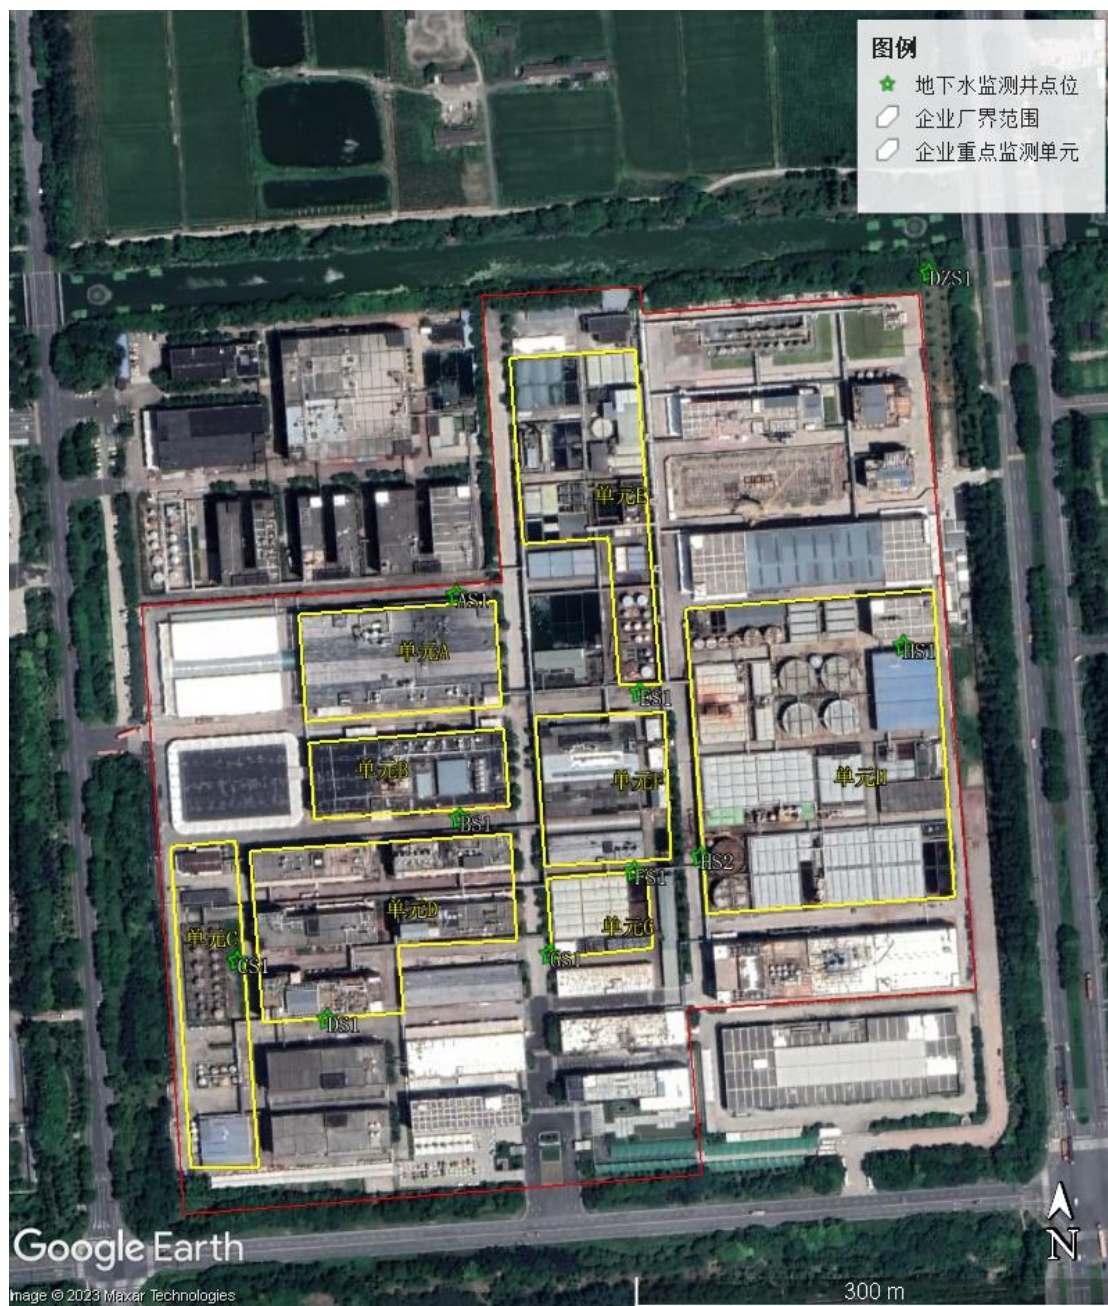 图例
地下水监测井点位
企业厂界范围
企业重点监测单元
DZS1
单元E
AS1
单元A
HS1
ES1
单元B
单元F
单元H
BS1
HS2
FS1
单元D
单元G
单元C
GS1
CS1
DS1
N
Google Earth
Image © 2023 Maxar Technologies
300 m